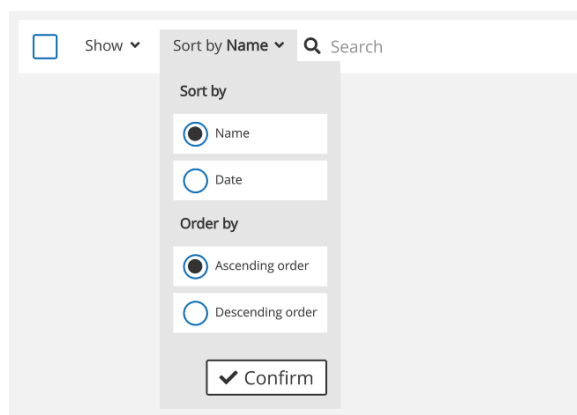 Show Sort by Name Search
Sort by
Name
Date
Order by
Ascending order
Descending order
Confirm